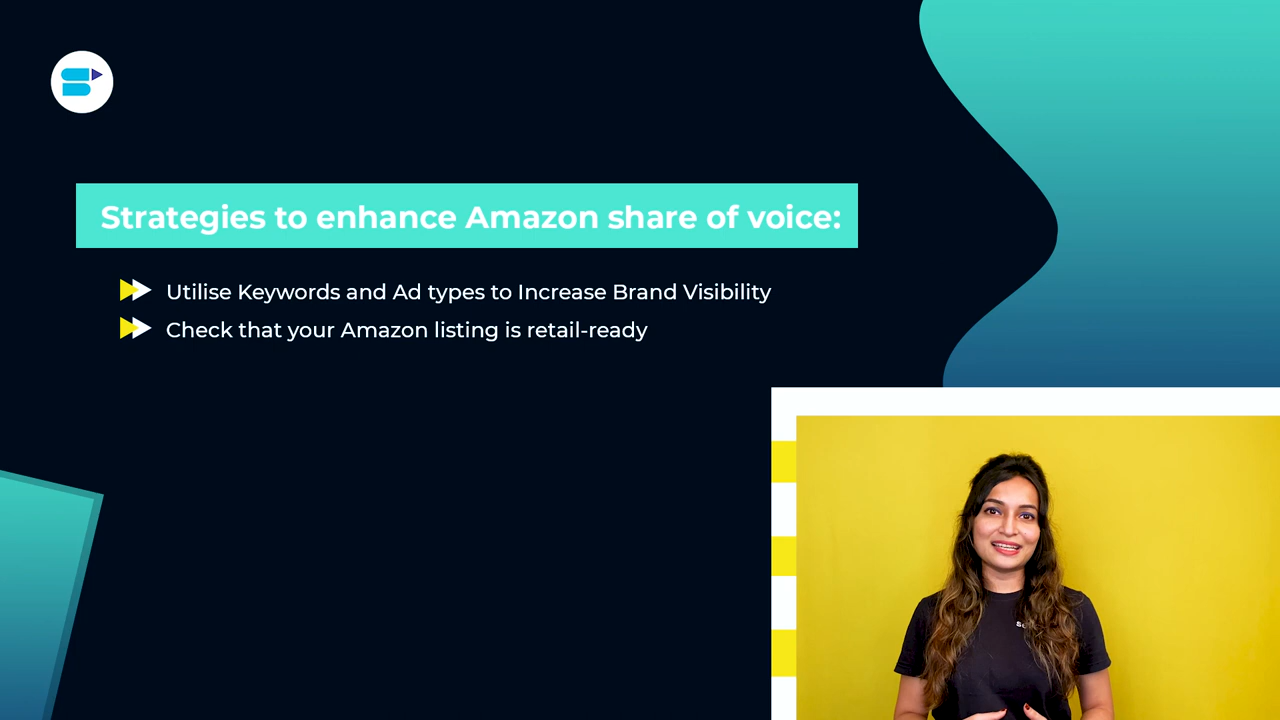 Strategies to enhance Amazon share of voice:
Utilise Keywords and Ad types to Increase Brand Visibility
Check that your Amazon listing is retail-ready